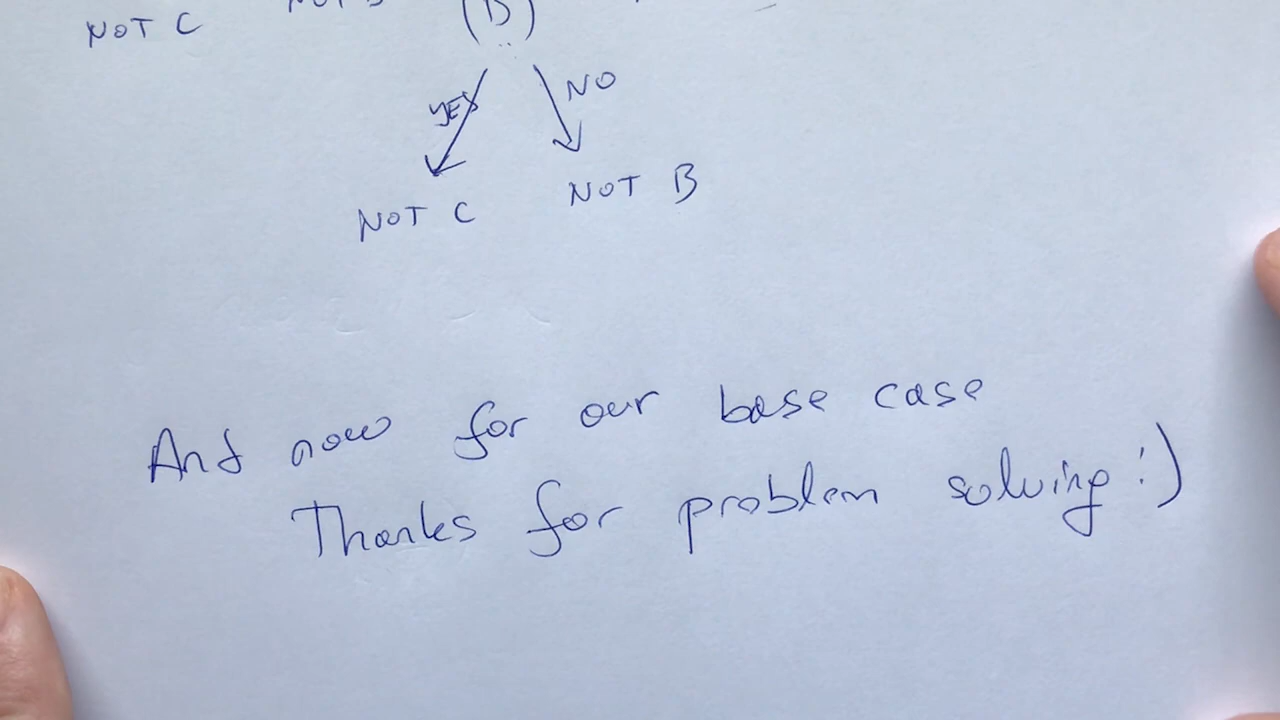 NOT C
(B)
YES NO
NOT C NOT B
And now for our base case
Thanks for problem solving :)